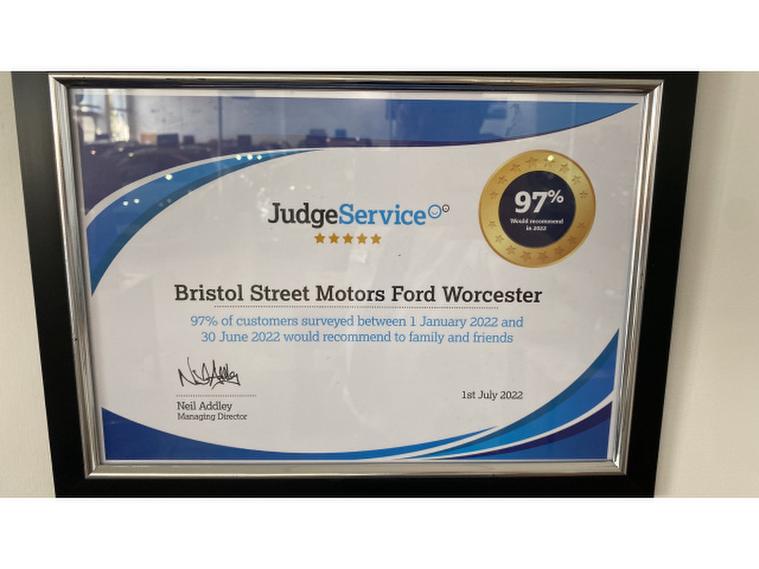 JudgeService
97%
Would recommend
in 2022
Bristol Street Motors Ford Worcester
97% of customers surveyed between 1 January 2022 and
30 June 2022 would recommend to family and friends
Neil Addley
Managing Director
1st July 2022